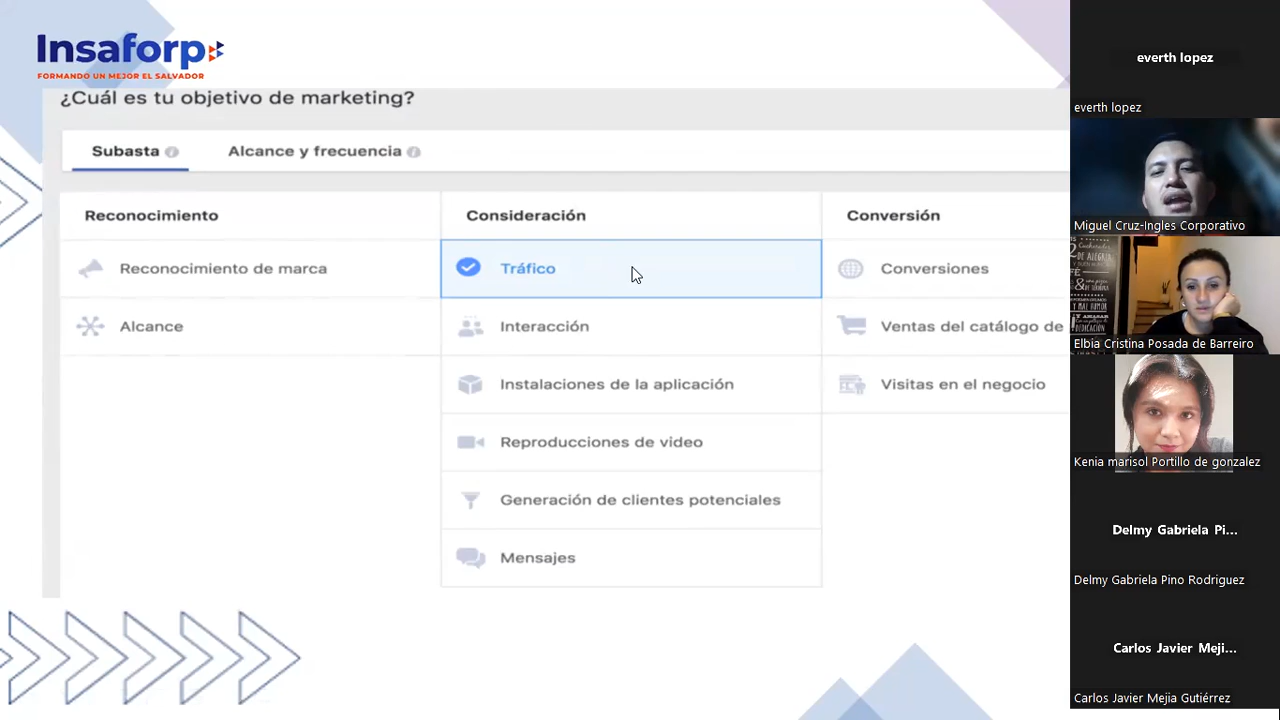 Insaforp
FORMANDO UN MEJOR EL SALVADOR
¿Cuál es tu objetivo de marketing?
Subasta
Alcance y frecuencia
Reconocimiento
Consideración
Conversión
Reconocimiento de marca
Tráfico
Conversiones
Alcance
Interacción
Ventas del catálogo de
Instalaciones de la aplicación
Visitas en el negocio
Reproducciones de video
Generación de clientes potenciales
Mensajes
everth lopez
everth lopez
Miguel Cruz-Ingles Corporativo
DE ALEGRIA
DEDICACIÓN
Elbia Cristina Posada de Barreiro
Kenia marisol Portillo de gonzalez
Delmy Gabriela Pi...
Delmy Gabriela Pino Rodriguez
Carlos Javier Meji...
Carlos Javier Mejia Gutiérrez